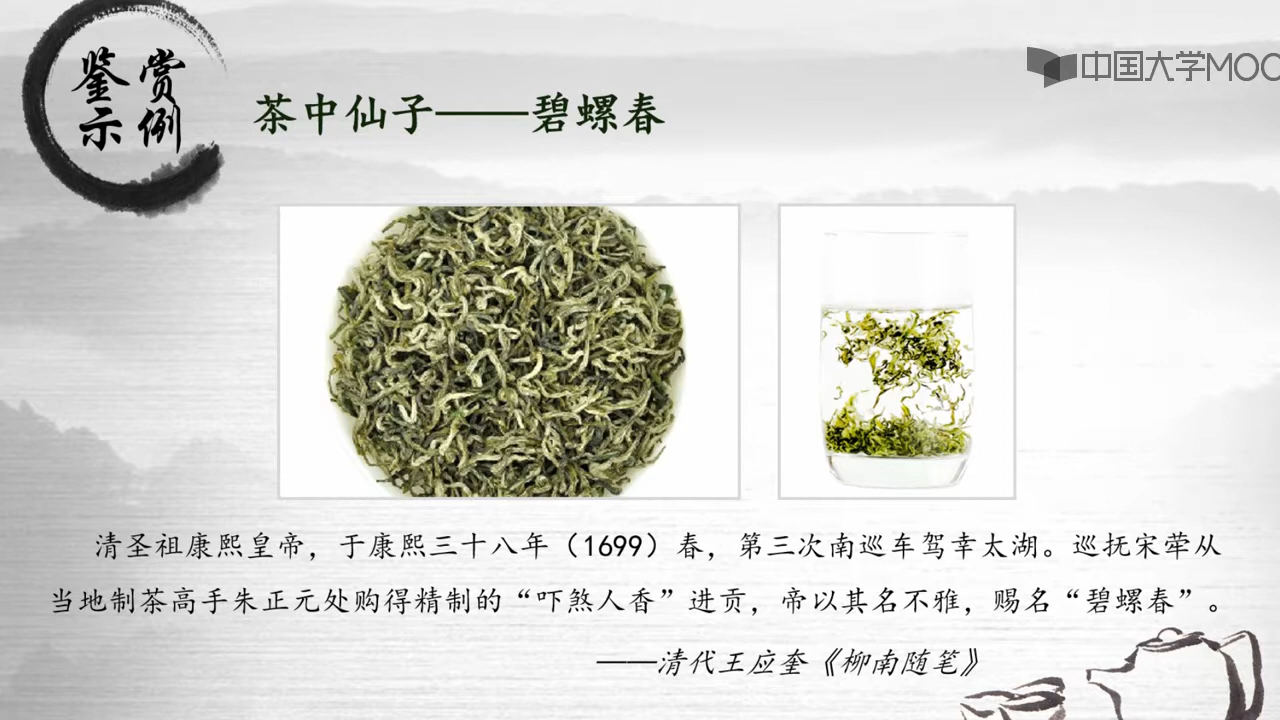 鉴赏
示例
中国大学MOO
茶中仙子——碧螺春
清圣祖康熙皇帝，于康熙三十八年（1699）春，第三次南巡车驾幸太湖。巡抚宋荦从
当地制茶高手朱正元处购得精制的“吓煞人香”进贡，帝以其名不雅，赐名“碧螺春”。
——清代王应奎《柳南随笔》